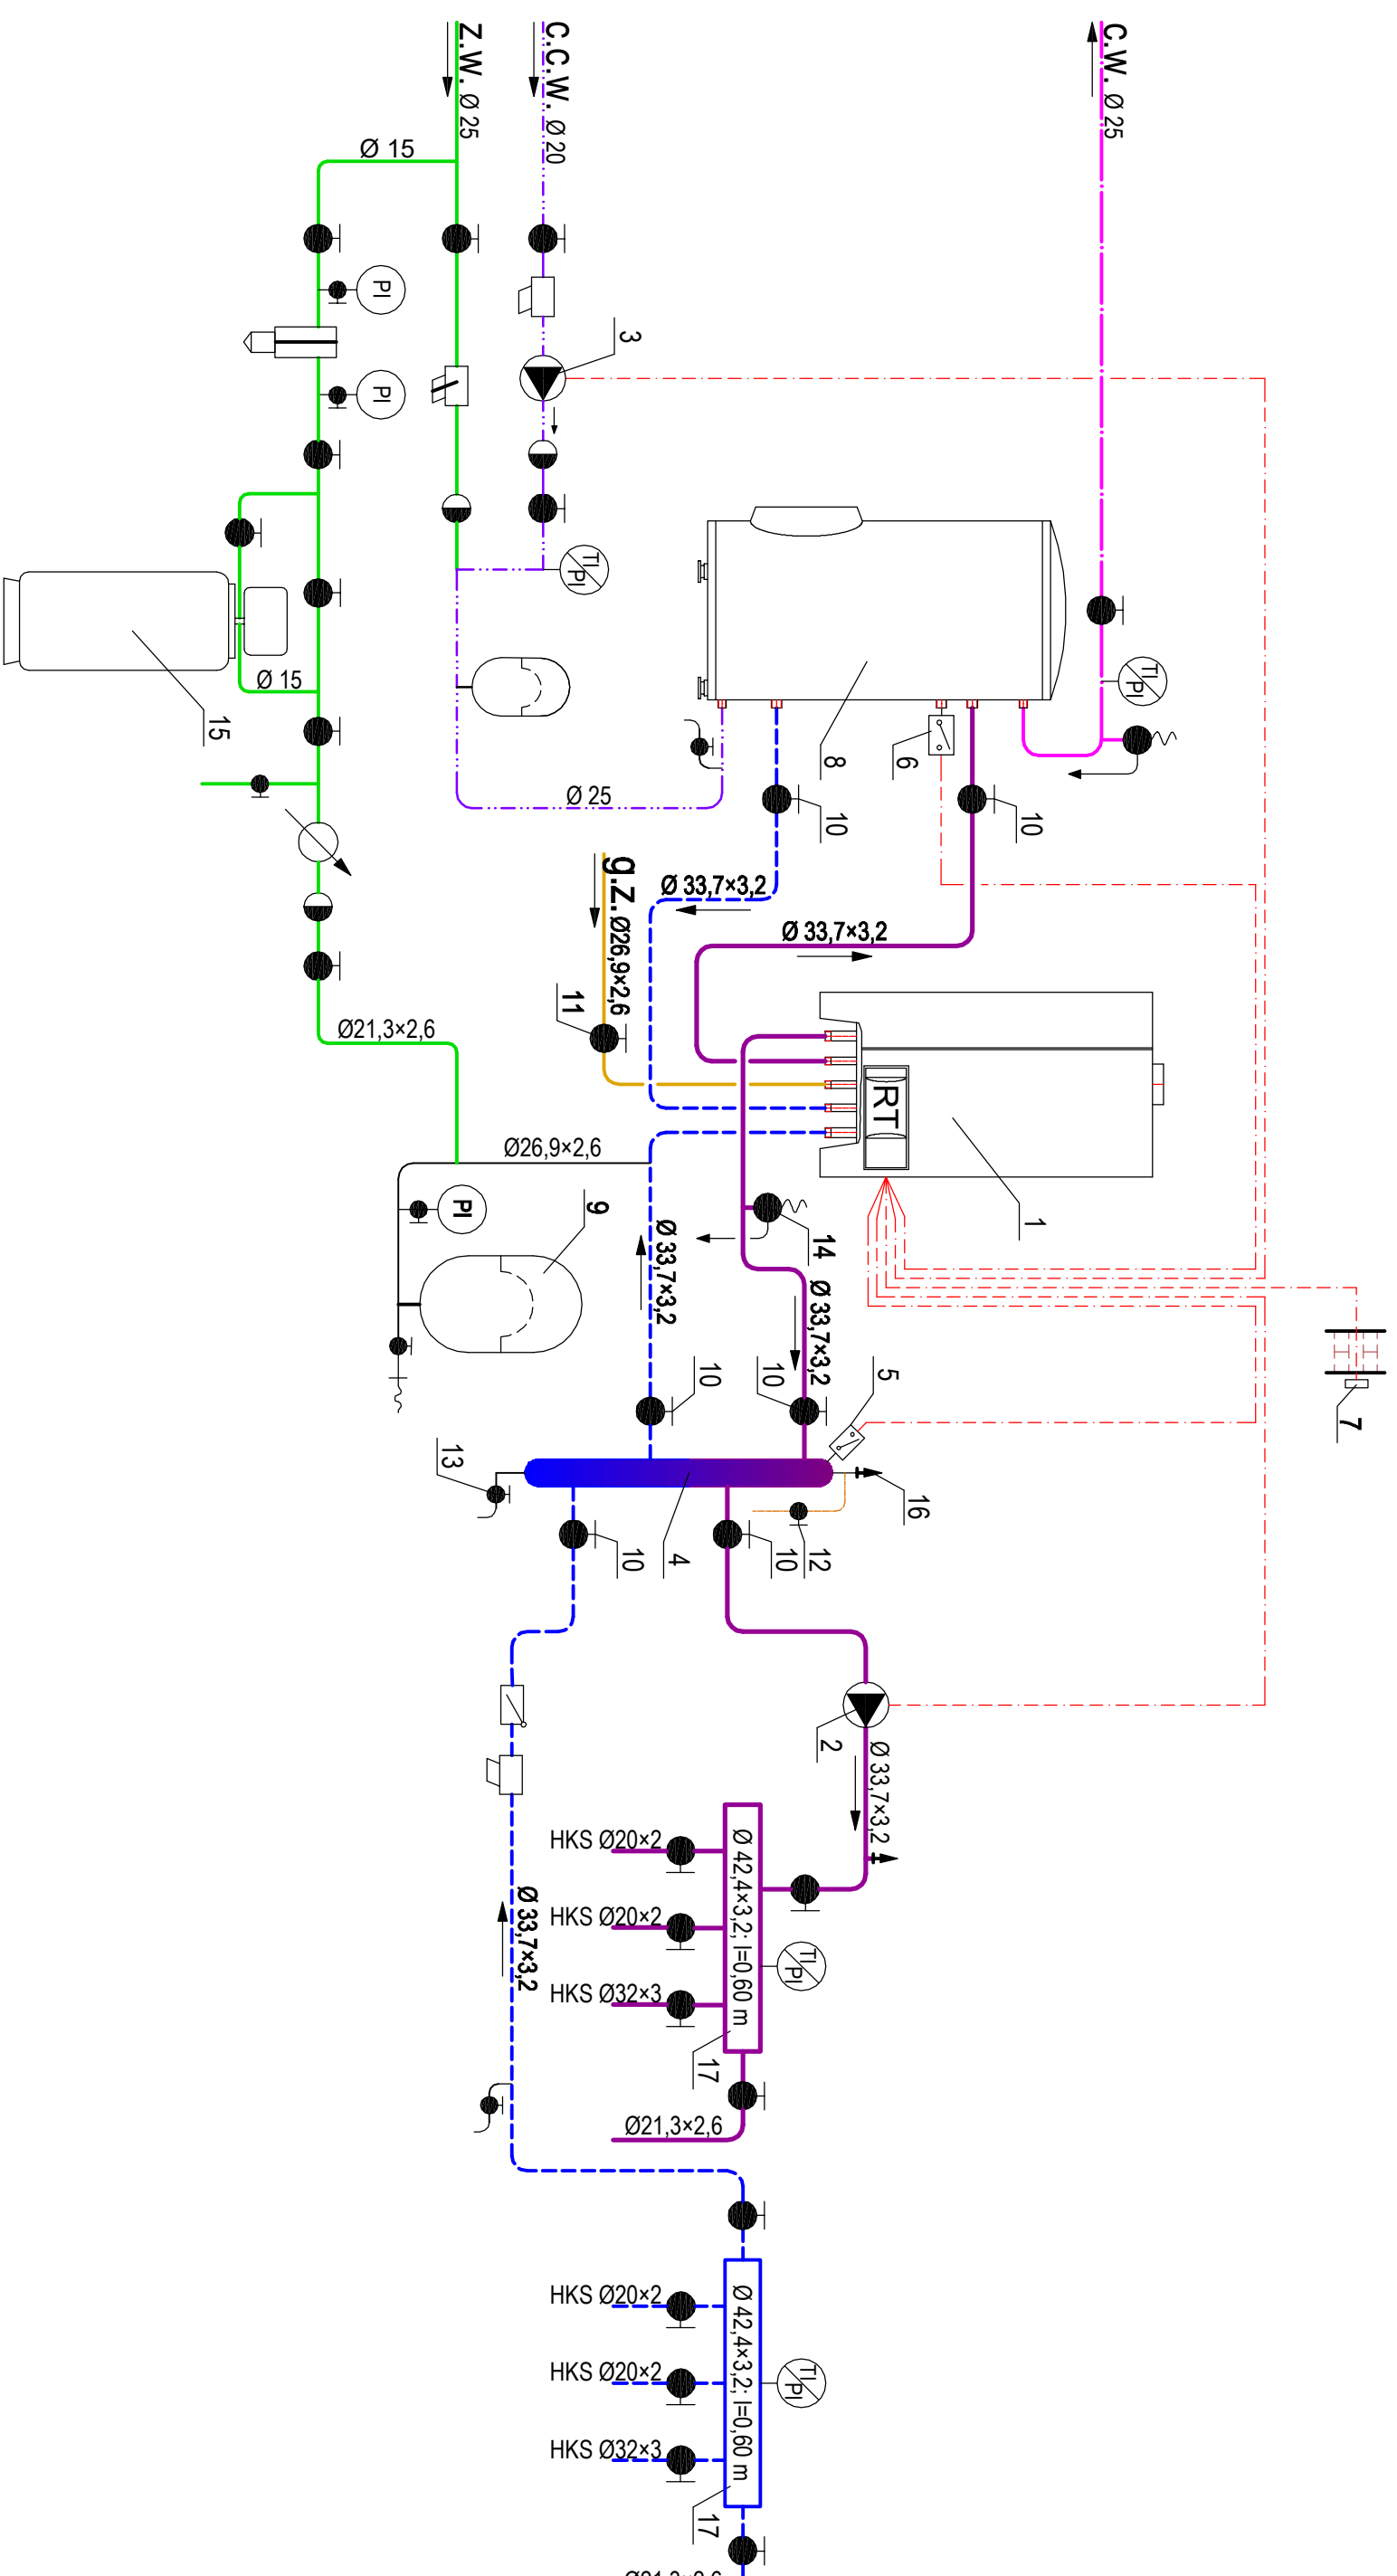 C.W. Ø 25
C.C.W. Ø 20
Z.W. Ø 25
Ø 15
PI
PI
3
TI
PI
TI
PI
Ø 15
15
8
6
10
10
Ø 25
Ø 33,7×3,2
Ø 33,7×3,2
g.z. Ø26,9×2,6
11
Ø21,3×2,6
RT
1
Ø26,9×2,6
PI
9
Ø 33,7×3,2
14
Ø 33,7×3,2
7
10
10
5
13
16
12
10
4
10
2
Ø 33,7×3,2
HKS Ø20×2
HKS Ø20×2
HKS Ø32×3
Ø 42,4×3,2; l=0,60 m
TI
PI
17
Ø 33,7×3,2
Ø21,3×2,6
HKS Ø20×2
HKS Ø20×2
HKS Ø32×3
Ø 42,4×3,2; l=0,60 m
TI
PI
17